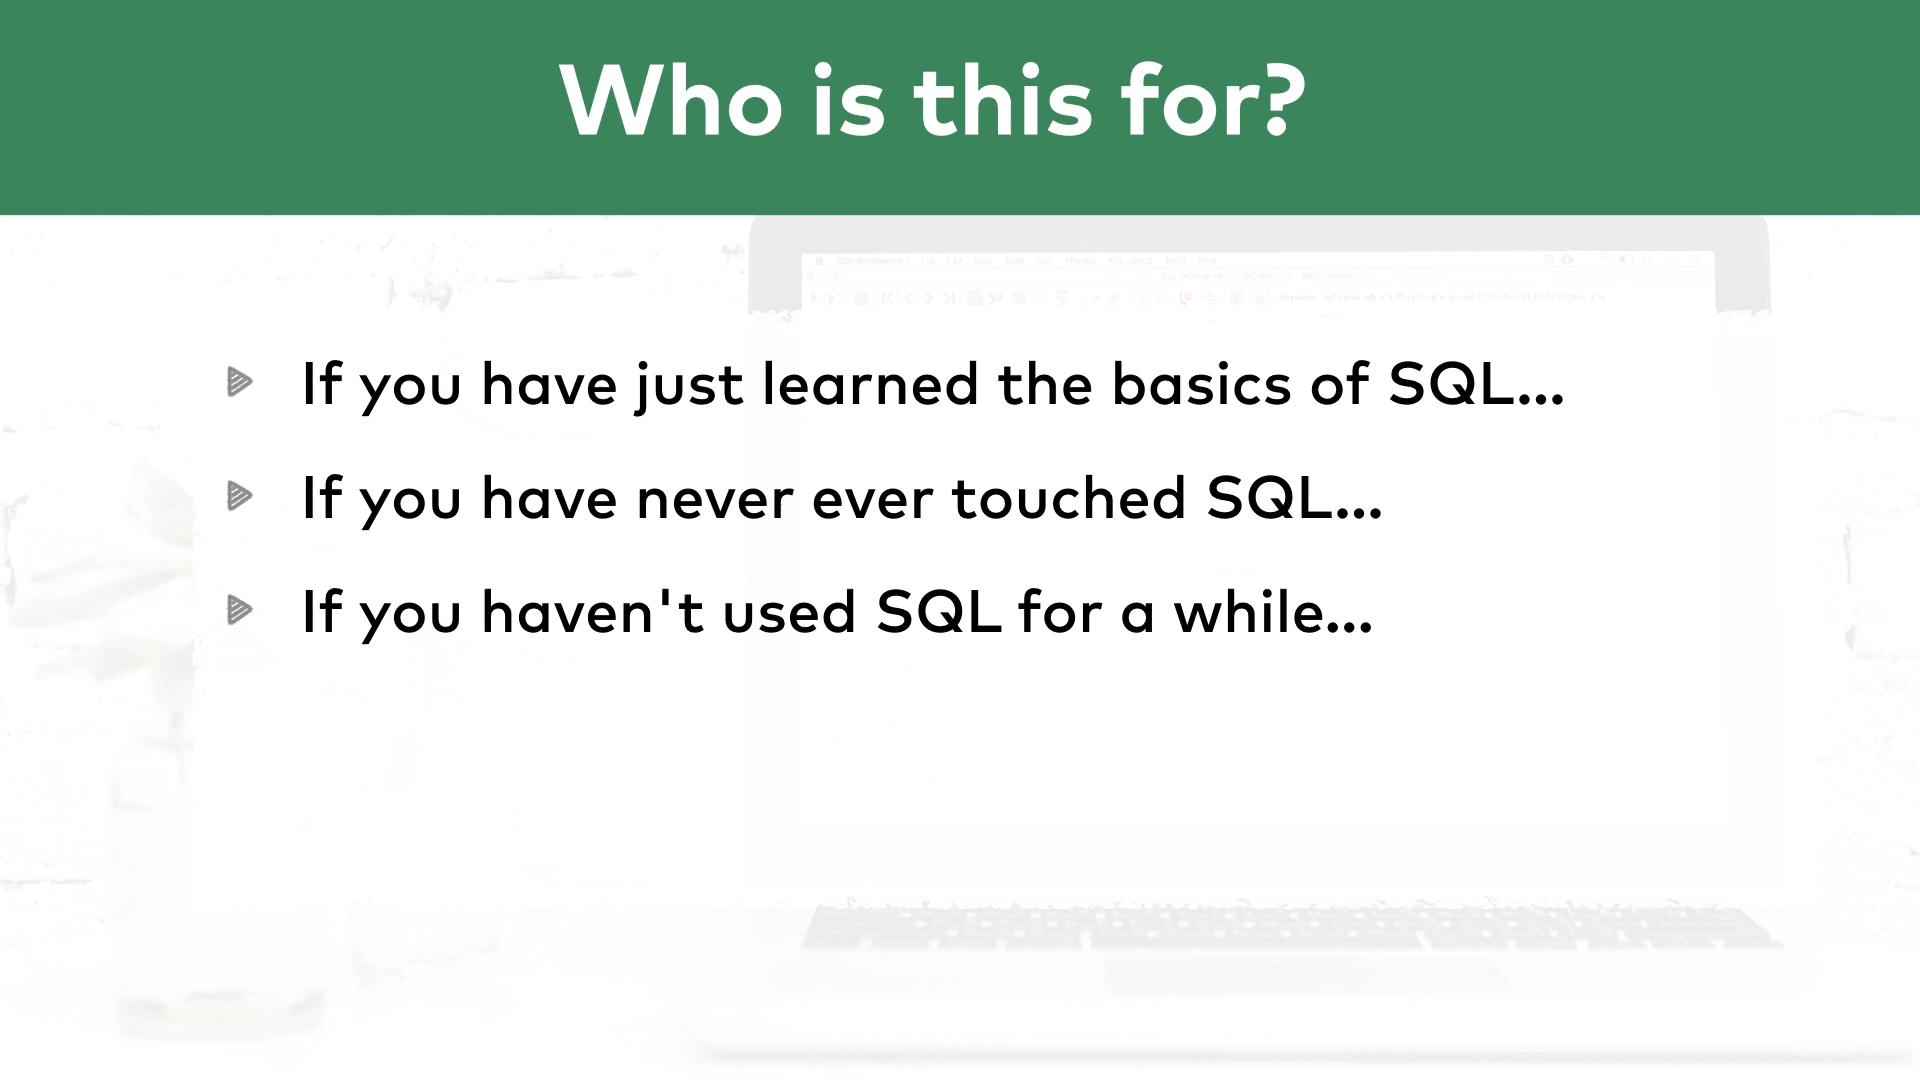 Who is this for?
If you have just learned the basics of SQL...
If you have never ever touched SQL...
If you haven't used SQL for a while...